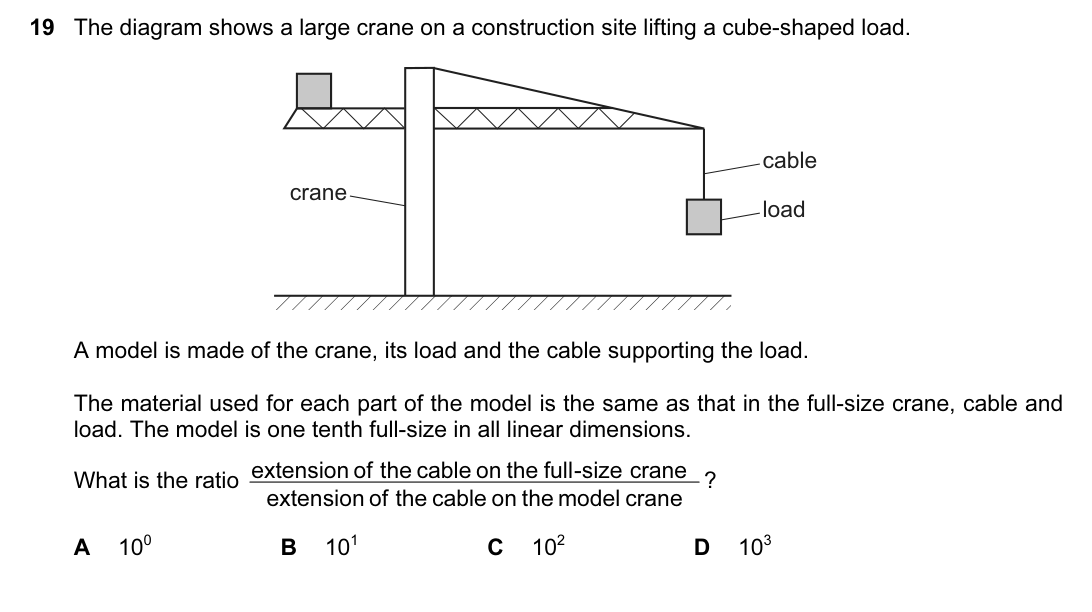 19 The diagram shows a large crane on a construction site lifting a cube-shaped load.
cable
crane
load
A model is made of the crane, its load and the cable supporting the load.
The material used for each part of the model is the same as that in the full-size crane, cable and
load. The model is one tenth full-size in all linear dimensions.
What is the ratio extension of the cable on the full-size crane / extension of the cable on the model crane ?
A 10⁰ B 10¹ C 10² D 10³